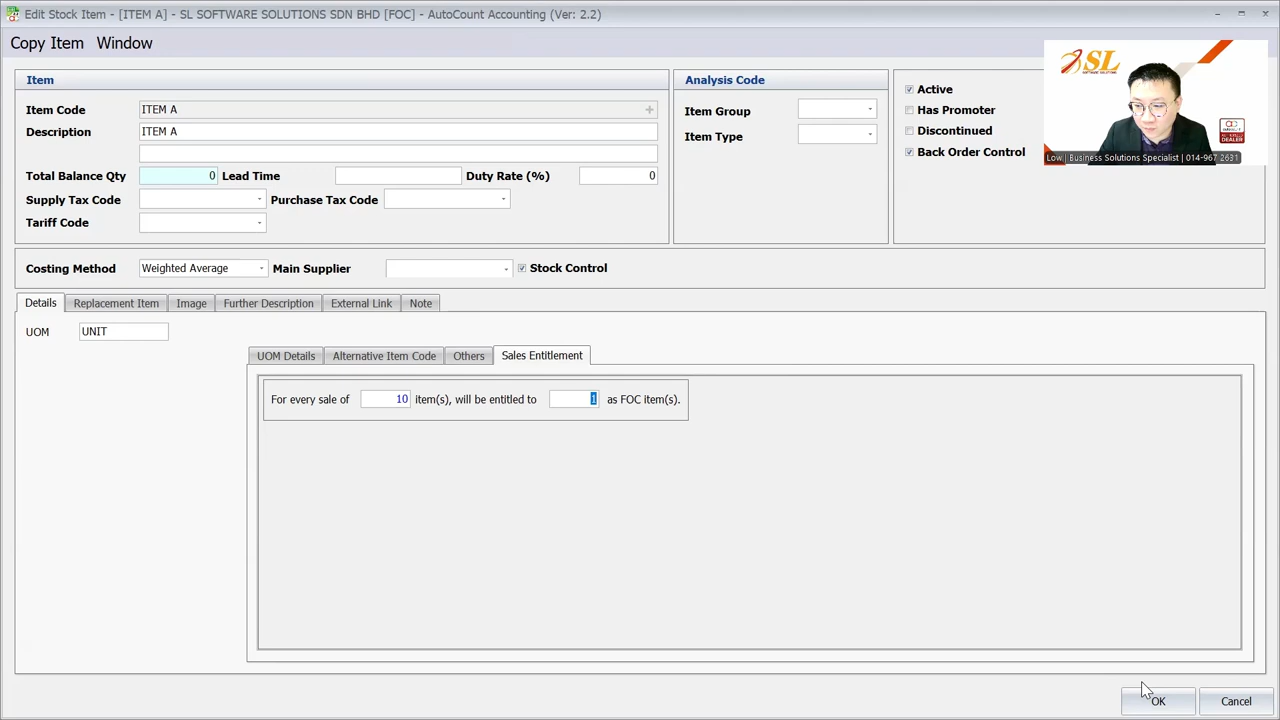 Edit Stock Item - [ITEM A] - SL SOFTWARE SOLUTIONS SDN BHD [FOC] - AutoCount Accounting (Ver: 2.2)
Copy Item Window
Item
Item Code ITEM A
Description ITEM A
Total Balance Qty 0 Lead Time Duty Rate (%) 0
Supply Tax Code Purchase Tax Code
Tariff Code
Analysis Code
Item Group
Item Type
Active
Has Promoter
Discontinued
Back Order Control
SL
SOFTWARE SOLUTIONS
DEALER
Low | Business Solutions Specialist | 014-967 2631
Costing Method Weighted Average Main Supplier Stock Control
Details Replacement Item Image Further Description External Link Note
UOM UNIT
UOM Details Alternative Item Code Others Sales Entitlement
For every sale of 10 item(s), will be entitled to 1 as FOC item(s).
OK Cancel